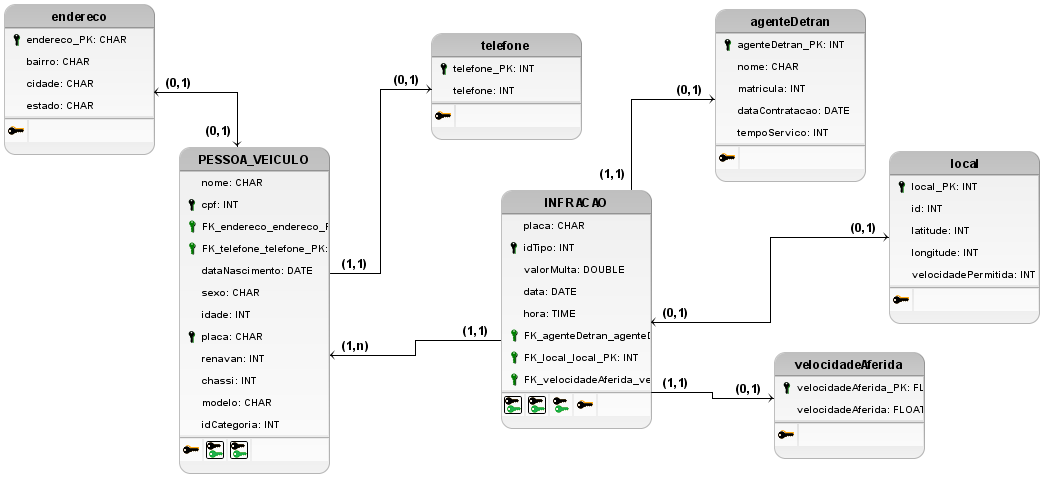 endereco
endereco_PK: CHAR
bairro: CHAR
cidade: CHAR
estado: CHAR
(0,1)
(0,1)
PESSOA_VEICULO
nome: CHAR
cpf: INT
FK_endereco_endereco_F
FK_telefone_telefone_PK:
dataNascimento: DATE
sexo: CHAR
idade: INT
placa: CHAR
renavan: INT
chassi: INT
modelo: CHAR
idCategoria: INT
(1,1)
(0,1)
telefone
telefone_PK: INT
telefone: INT
(1,n)
(1,1)
INFRACAO
placa: CHAR
idTipo: INT
valorMulta: DOUBLE
data: DATE
hora: TIME
FK_agenteDetran_agenteD
FK_local_local_PK: INT
FK_velocidadeAferida_ve
(1,1)
(0,1)
agenteDetran
agenteDetran_PK: INT
nome: CHAR
matricula: INT
dataContratacao: DATE
tempoServico: INT
(0,1)
(0,1)
local
local_PK: INT
id: INT
latitude: INT
longitude: INT
velocidadePermitida: INT
(1,1)
(0,1)
velocidadeAferida
velocidadeAferida_PK: FL
velocidadeAferida: FLOAT